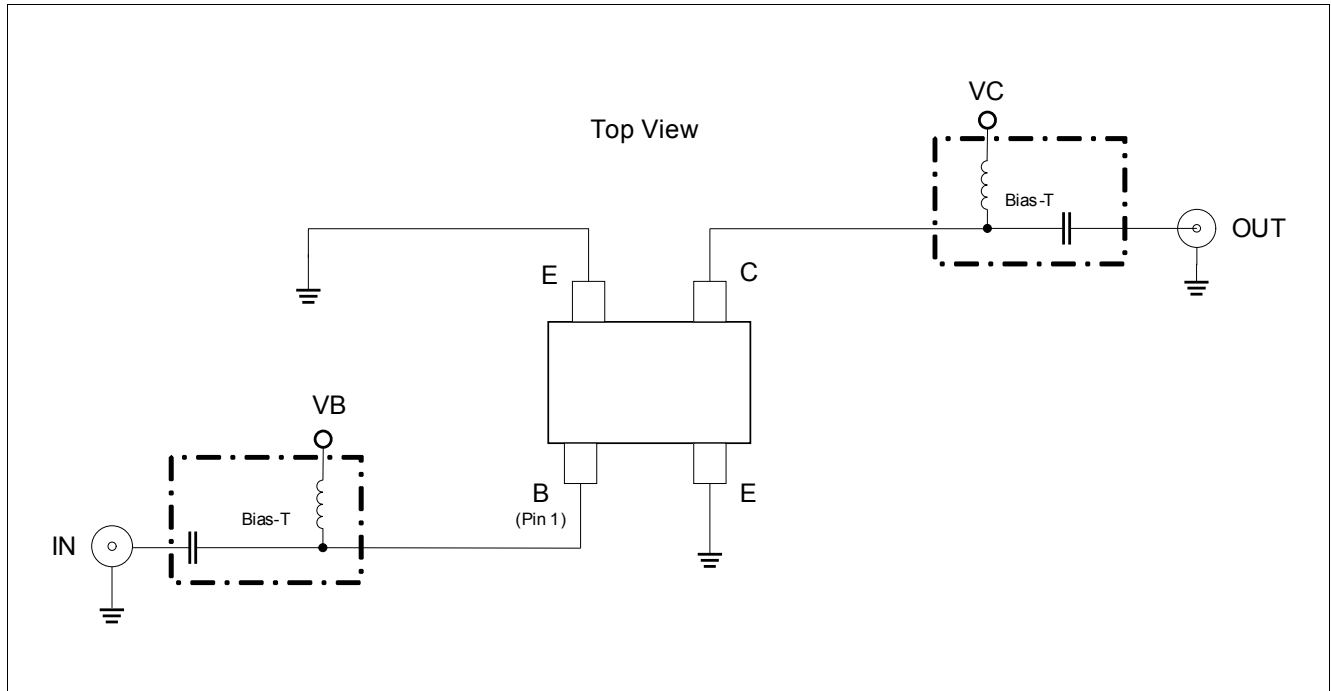 VC
Top View
Bias-T
OUT
E
C
VB
B
(Pin 1)
E
Bias-T
IN